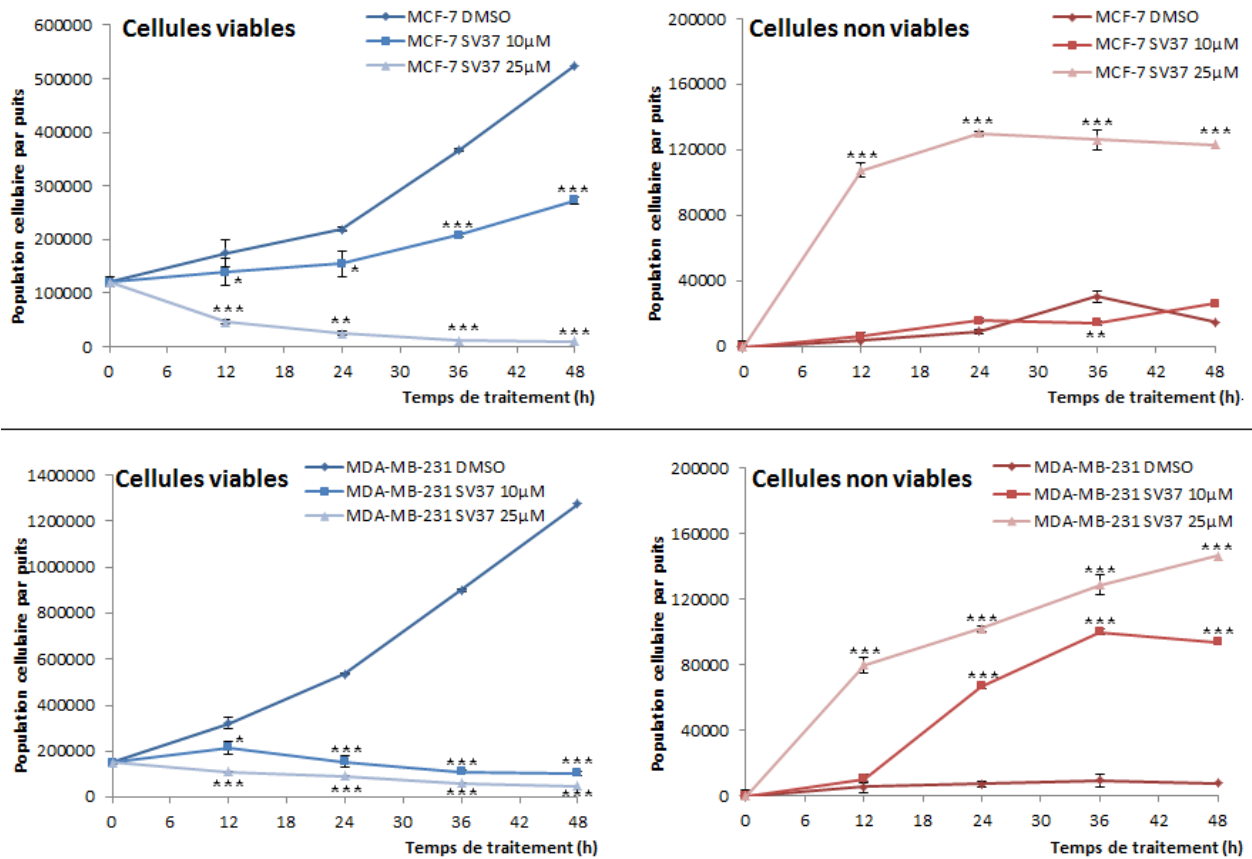 Cellules viables
MCF-7 DMSO
MCF-7 SV37 10µM
MCF-7 SV37 25µM
Population cellulaire par puits
600000
500000
400000
300000
200000
100000
0
***
***
*
*
***
**
***
***
0 6 12 18 24 30 36 42 48
Temps de traitement (h)
Cellules non viables
MCF-7 DMSO
MCF-7 SV37 10µM
MCF-7 SV37 25µM
Population cellulaire par puits
200000
160000
120000
80000
40000
0
***
***
***
***
**
0 6 12 18 24 30 36 42 48
Temps de traitement (h).
Cellules viables
MDA-MB-231 DMSO
MDA-MB-231 SV37 10µM
MDA-MB-231 SV37 25µM
Population cellulaire par puits
1400000
1200000
1000000
800000
600000
400000
200000
0
*
***
***
***
***
***
***
***
0 6 12 18 24 30 36 42 48
Temps de traitement (h)
Cellules non viables
MDA-MB-231 DMSO
MDA-MB-231 SV37 10µM
MDA-MB-231 SV37 25µM
Population cellulaire par puits
200000
160000
120000
80000
40000
0
***
***
***
***
***
***
***
0 6 12 18 24 30 36 42 48
Temps de traitement (h)